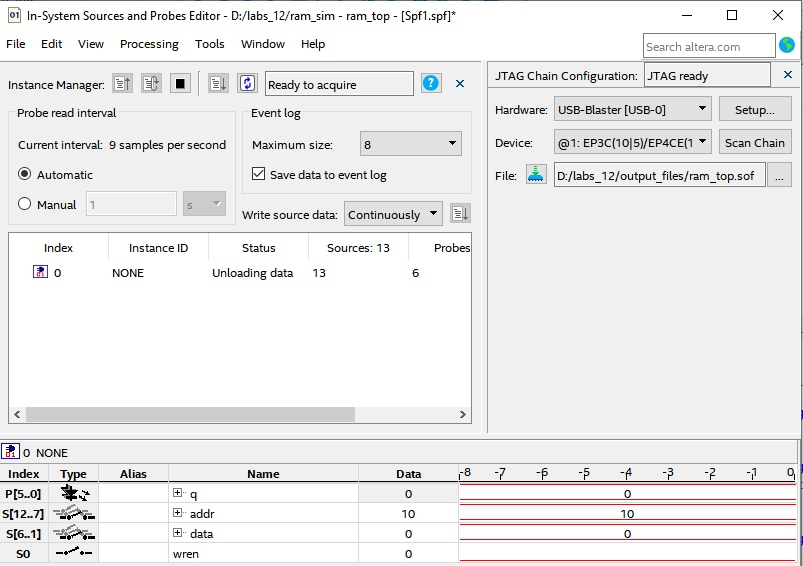 In-System Sources and Probes Editor - D:/labs_12/ram_sim - ram_top - [Spf1.spf]*
File Edit View Processing Tools Window Help
Search altera.com
Instance Manager: Ready to acquire
JTAG Chain Configuration: JTAG ready
Probe read interval
Event log
Hardware: USB-Blaster [USB-0] Setup...
Current interval: 9 samples per second
Maximum size: 8
Device: @1: EP3C(10|5)/EP4CE(1 Scan Chain
Automatic
Save data to event log
File: D:/labs_12/output_files/ram_top.sof ...
Manual 1 s
Write source data: Continuously
Index Instance ID Status Sources: 13 Probes
0 NONE Unloading data 13 6
0 NONE
Index Type Alias Name Data -8 -7 -6 -5 -4 -3 -2 -1 0
P[5..0] q 0 0
S[12..7] addr 10 10
S[6..1] data 0 0
S0 wren 0